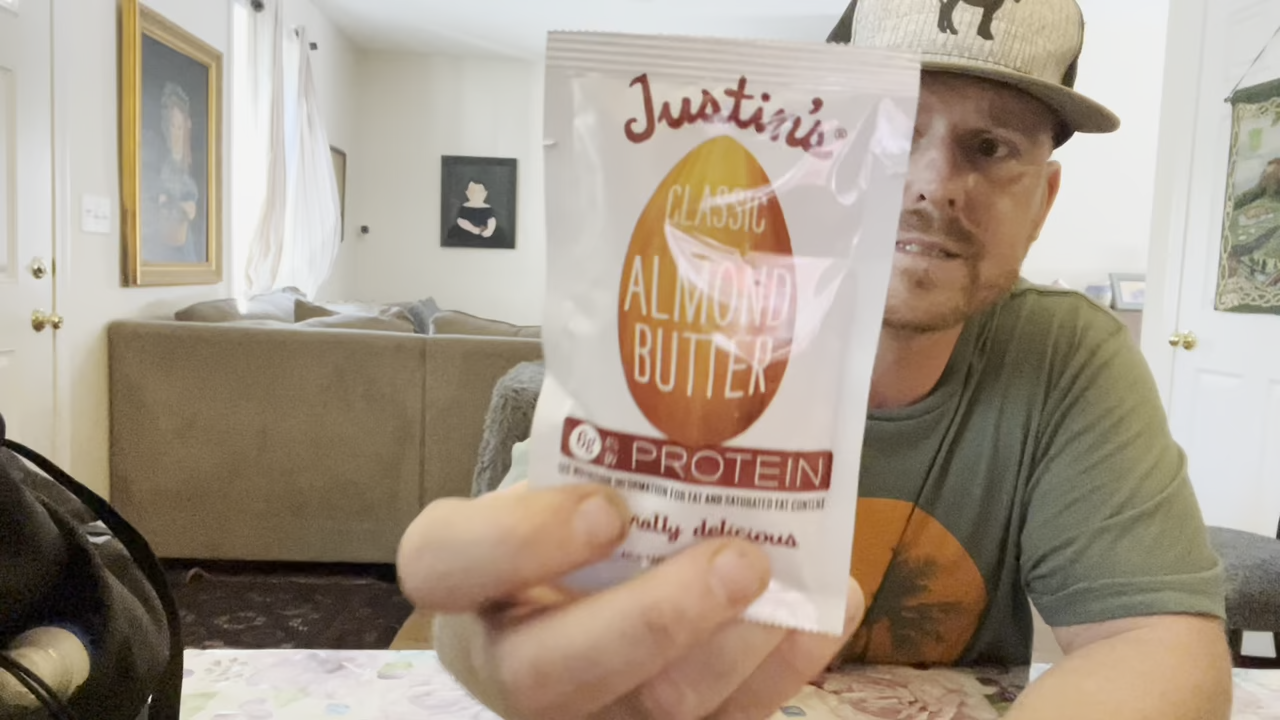 Justin's®
CLASSIC
ALMOND
BUTTER
6g
PROTEIN
SEE NUTRITION INFORMATION FOR FAT AND SATURATED FAT CONTENT
delicious